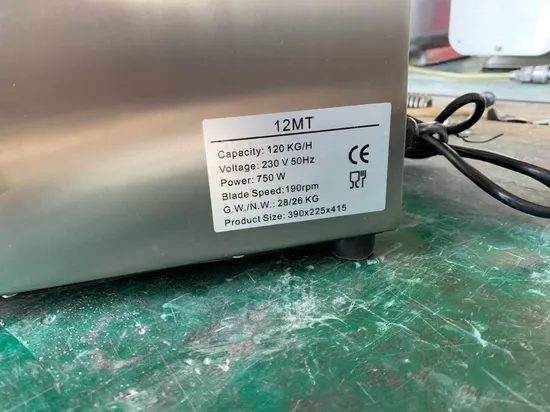 12MT
Capacity: 120 KG/H
Voltage: 230 V 50Hz
Power: 750 W
Blade Speed:190rpm
G.W./N.W.: 28/26 KG
Product Size: 390x225x415
CE